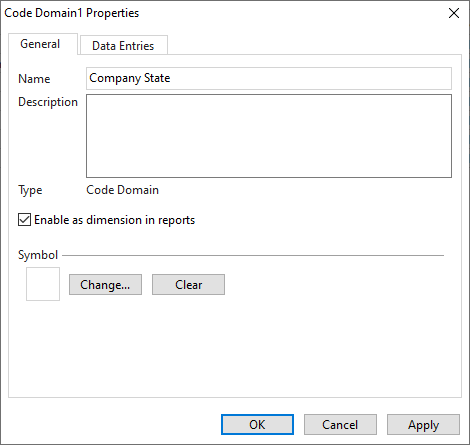 Code Domain1 Properties
General
Data Entries
Name
Company State
Description
Type
Code Domain
Enable as dimension in reports
Symbol
Change...
Clear
OK
Cancel
Apply